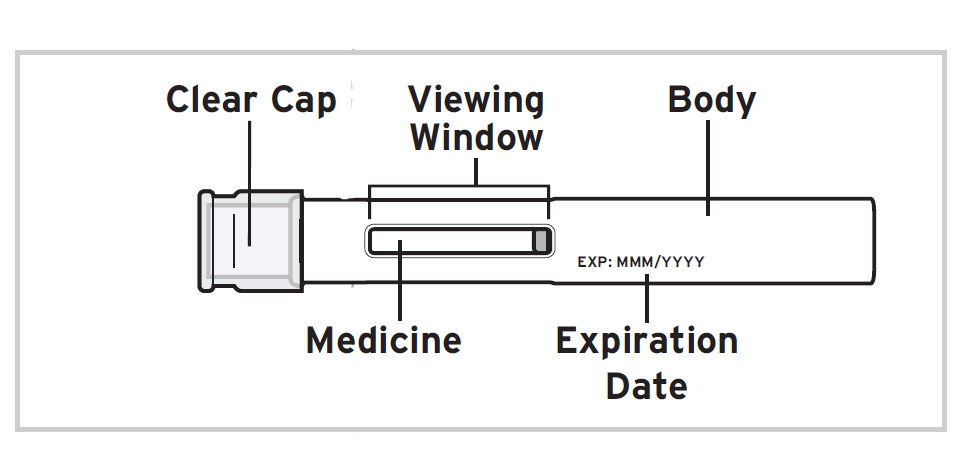 Clear Cap
Viewing
Window
Body
EXP: MMM/YYYY
Medicine
Expiration
Date